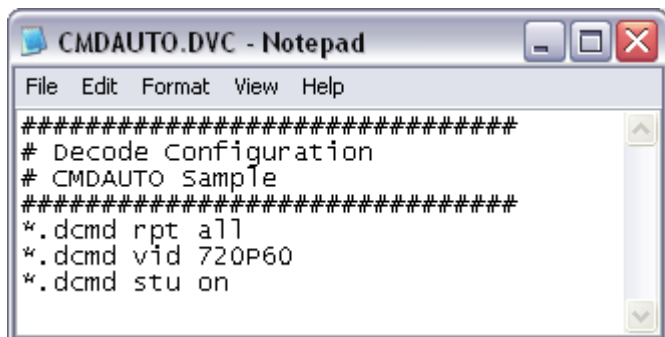 CMDAUTO.DVC - Notepad
File Edit Format View Help
###############################
# Decode Configuration
# CMDAUTO Sample
###############################
*.dcmd rpt all
*.dcmd vid 720P60
*.dcmd stu on